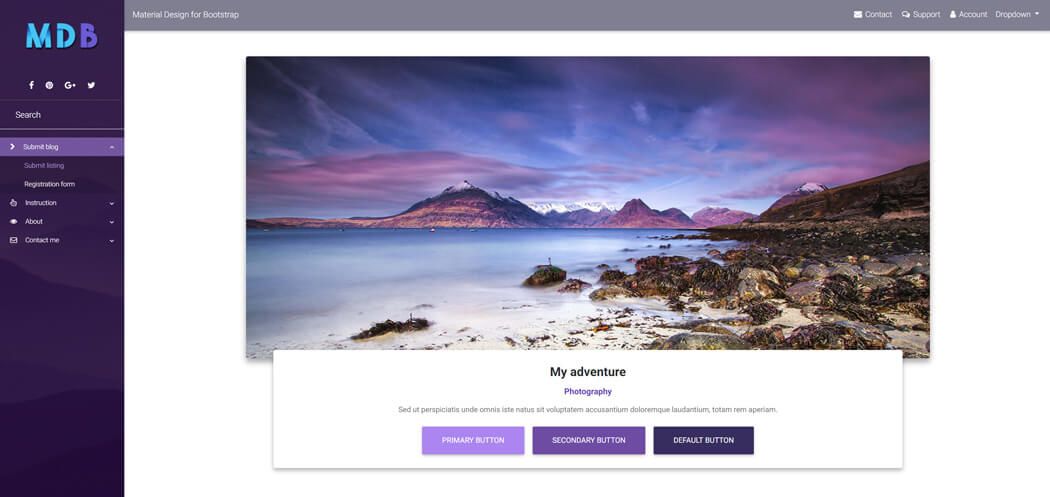 MDB
Material Design for Bootstrap
Contact
Support
Account
Dropdown
G+
Search
Submit blog
Submit listing
Registration form
Instruction
About
Contact me
My adventure
Photography
Sed ut perspiciatis unde omnis iste natus sit voluptatem accusantium doloremque laudantium, totam rem aperiam.
PRIMARY BUTTON
SECONDARY BUTTON
DEFAULT BUTTON